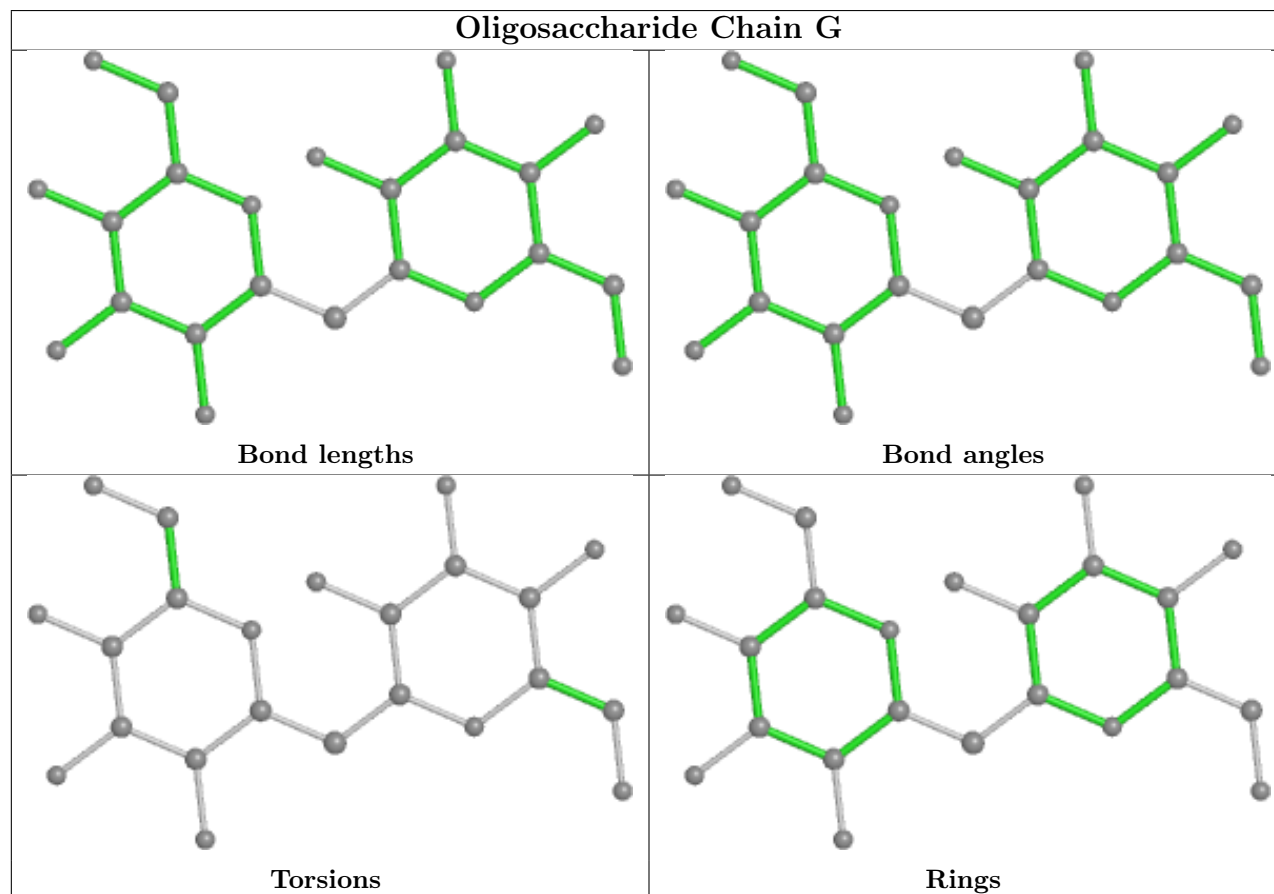 Oligosaccharide Chain G
Bond lengths
Bond angles
Torsions
Rings